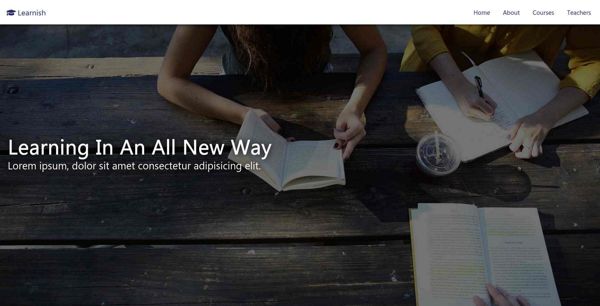 Learnish
Home About Courses Teachers
Learning In An All New Way
Lorem ipsum, dolor sit amet consectetur adipisicing elit.